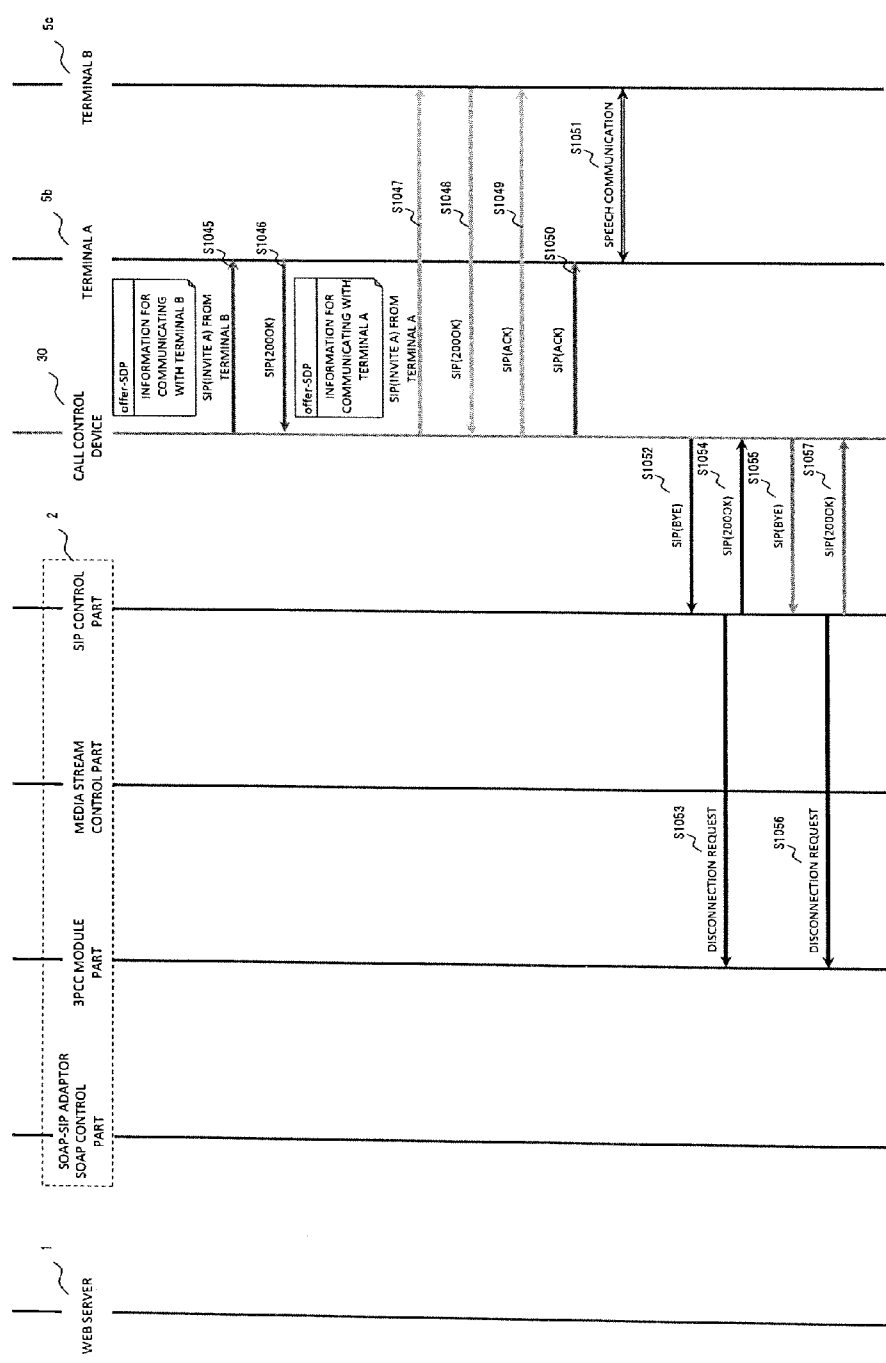 WEB SERVER
1
SOAP-SIP ADAPTOR
SOAP CONTROL
PART
3PCC MODULE
PART
MEDIA STREAM
CONTROL PART
SIP CONTROL
PART
2
CALL CONTROL
DEVICE
30
TERMINAL A
5b
TERMINAL B
5c
offer-SDP
INFORMATION FOR
COMMUNICATING
WITH TERMINAL B
SIP(INVITE A) FROM
TERMINAL B
S1045
SIP(200OK)
S1046
offer-SDP
INFORMATION FOR
COMMUNICATING WITH
TERMINAL A
SIP(INVITE A) FROM
TERMINAL A
S1047
SIP(200OK)
S1048
SIP(ACK)
S1049
SIP(ACK)
S1050
S1051
SPEECH COMMUNICATION
S1052
SIP(BYE)
S1053
DISCONNECTION REQUEST
S1054
SIP(200OK)
S1055
SIP(BYE)
S1056
DISCONNECTION REQUEST
S1057
SIP(200OK)